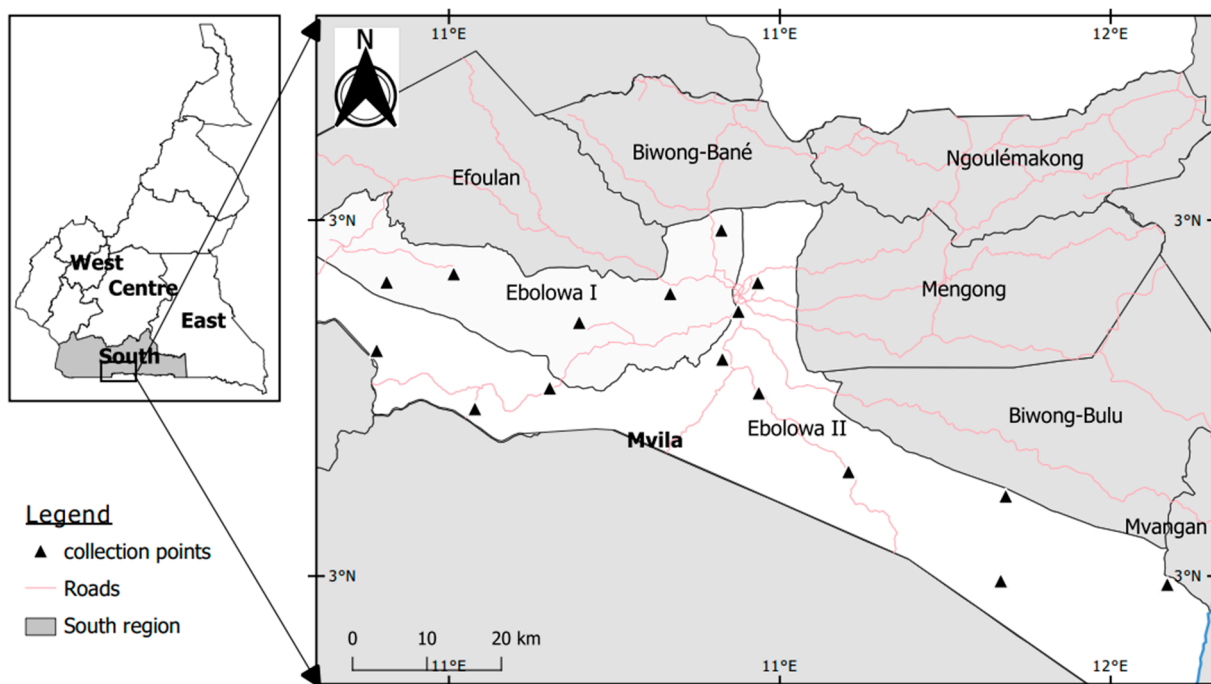 11°E
11°E
12°E
N
Biwong-Bané
Ngoulémakong
Efoulan
3°N
3°N
West
Centre
East
South
Ebolowa I
Mengong
Biwong-Bulu
Ebolowa II
Mvila
Mvangan
Legend
collection points
Roads
South region
3°N
3°N
0 10 20 km
11°E
11°E
12°E